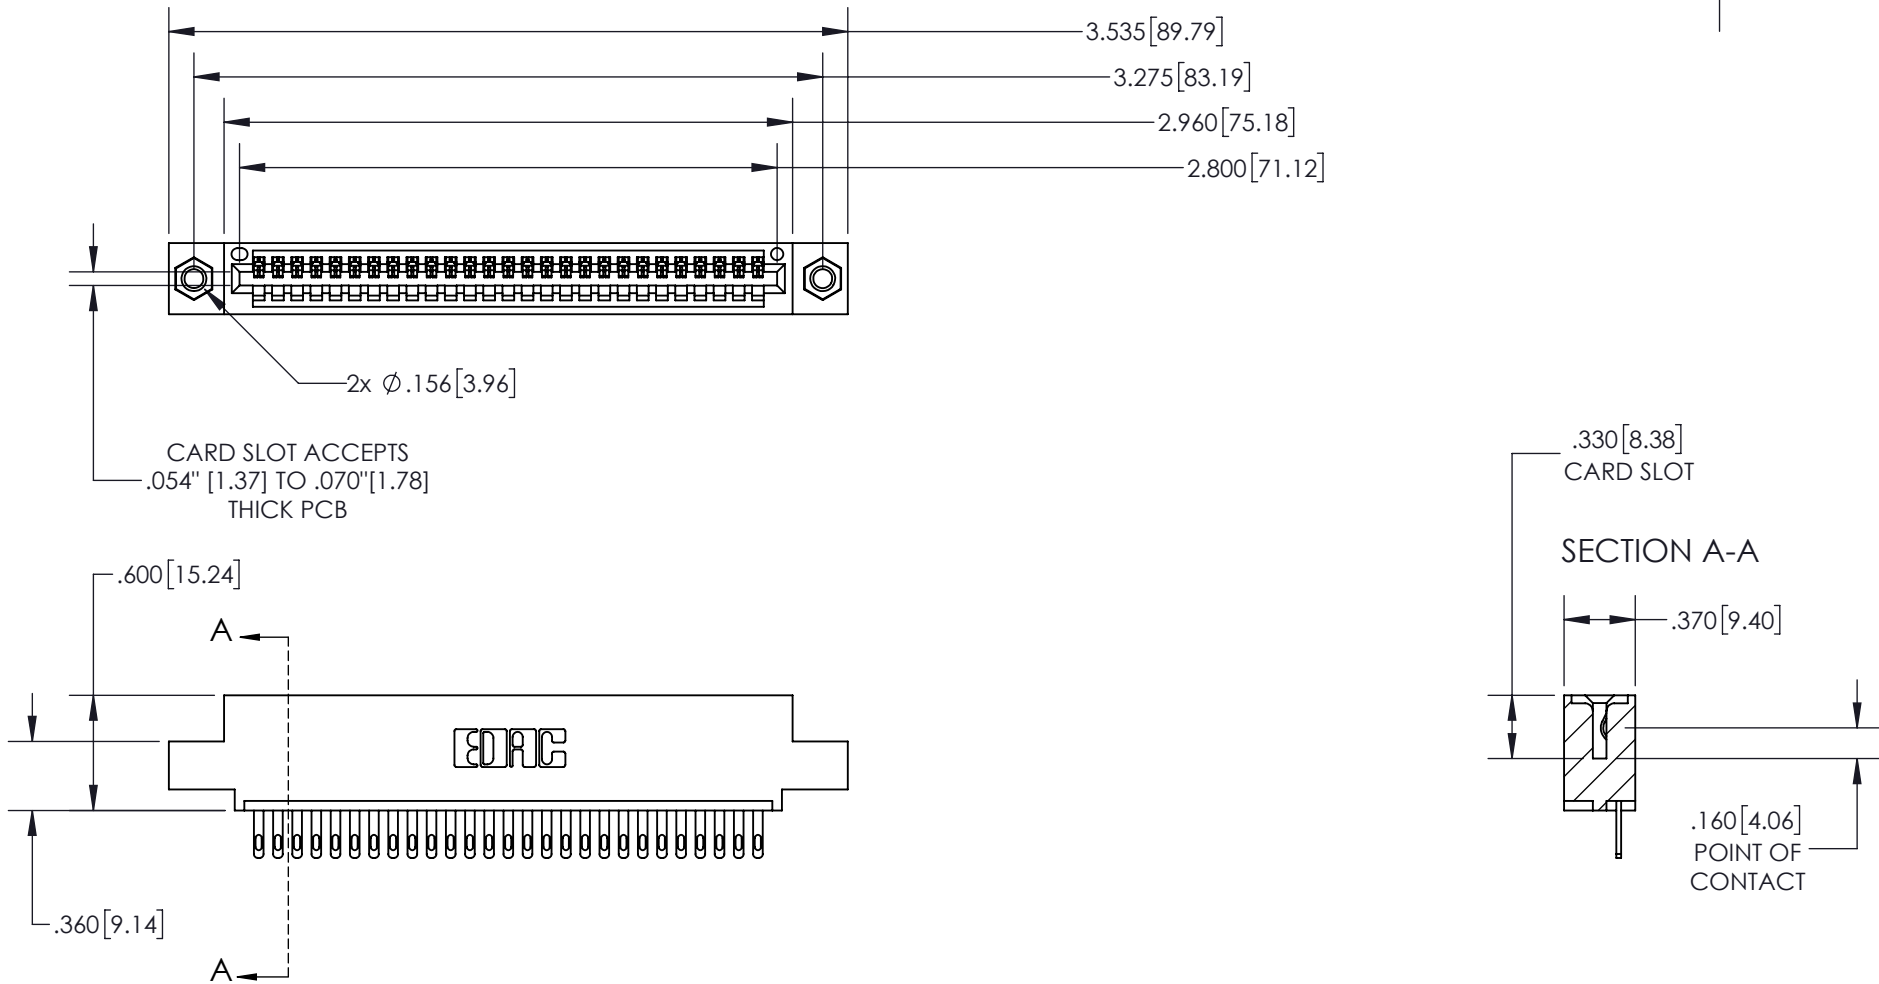 3.535[89.79]
3.275[83.19]
2.960[75.18]
2.800[71.12]
2x ∅.156[3.96]
CARD SLOT ACCEPTS
.054" [1.37] TO .070"[1.78]
THICK PCB
.330[8.38]
CARD SLOT
SECTION A-A
.600[15.24]
A
.370[9.40]
EDAC
.160[4.06]
POINT OF
CONTACT
.360[9.14]
A